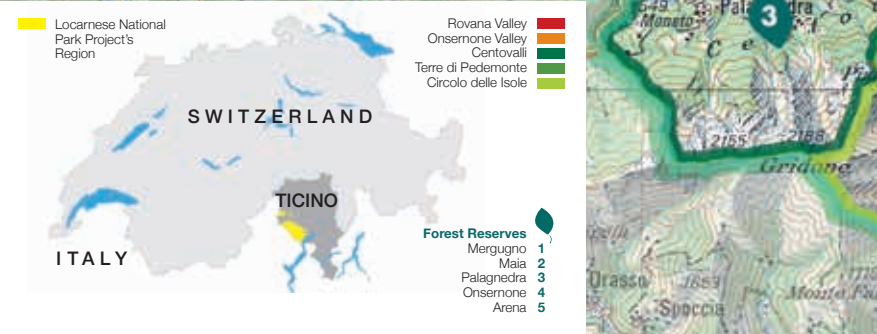 Locarnese National
Park Project's
Region
Rovana Valley
Onsernone Valley
Centovalli
Terre di Pedemonte
Circolo delle Isole
SWITZERLAND
TICINO
ITALY
Forest Reserves
Mergugno 1
Maia 2
Palagnedra 3
Onsernone 4
Arena 5
3
Moneto
2155
2188
Gridone
Orasso
1653
Spoccia